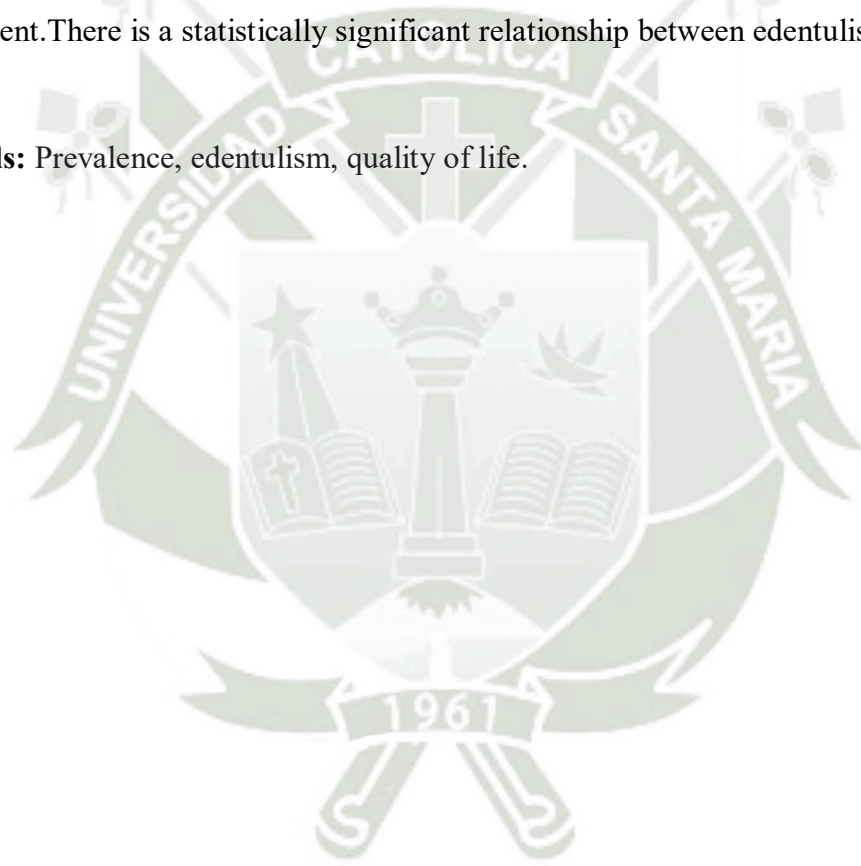 ent.There is a statistically significant relationship between edentulis
CATOLICA
UNIVERSIDAD
SANTA MARIA
ls: Prevalence, edentulism, quality of life.
1961